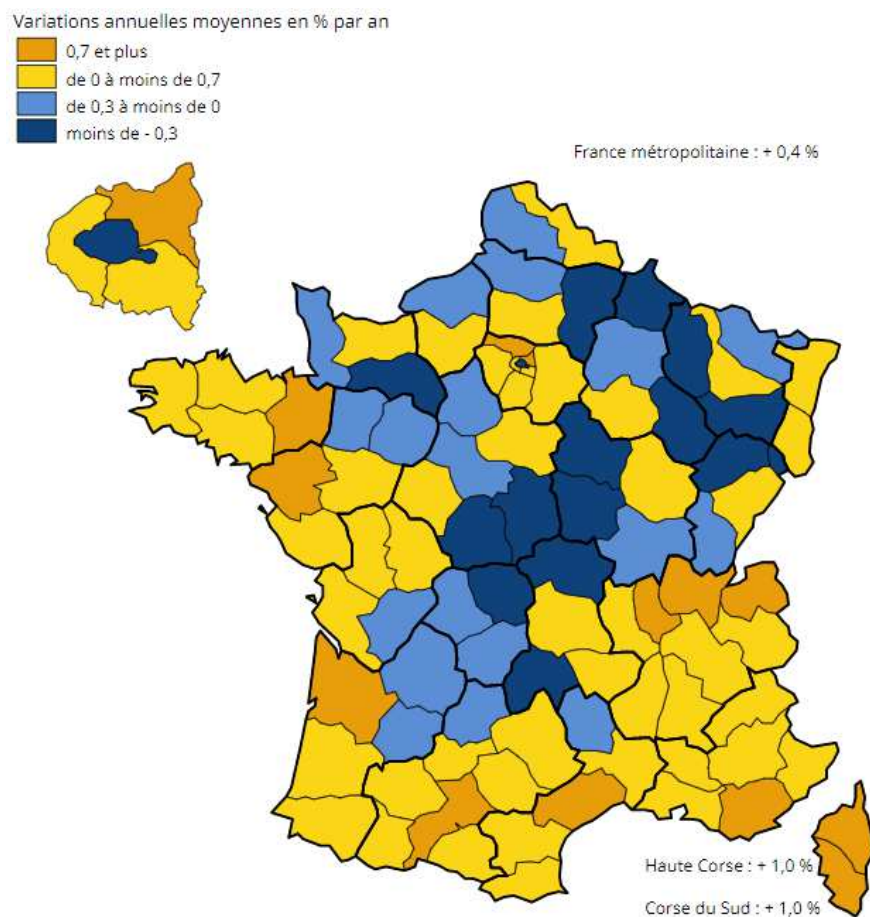 Variations annuelles moyennes en % par an
0,7 et plus
de 0 à moins de 0,7
de 0,3 à moins de 0
moins de - 0,3
France métropolitaine : + 0,4 %
Haute Corse : + 1,0 %
Corse du Sud : + 1,0 %